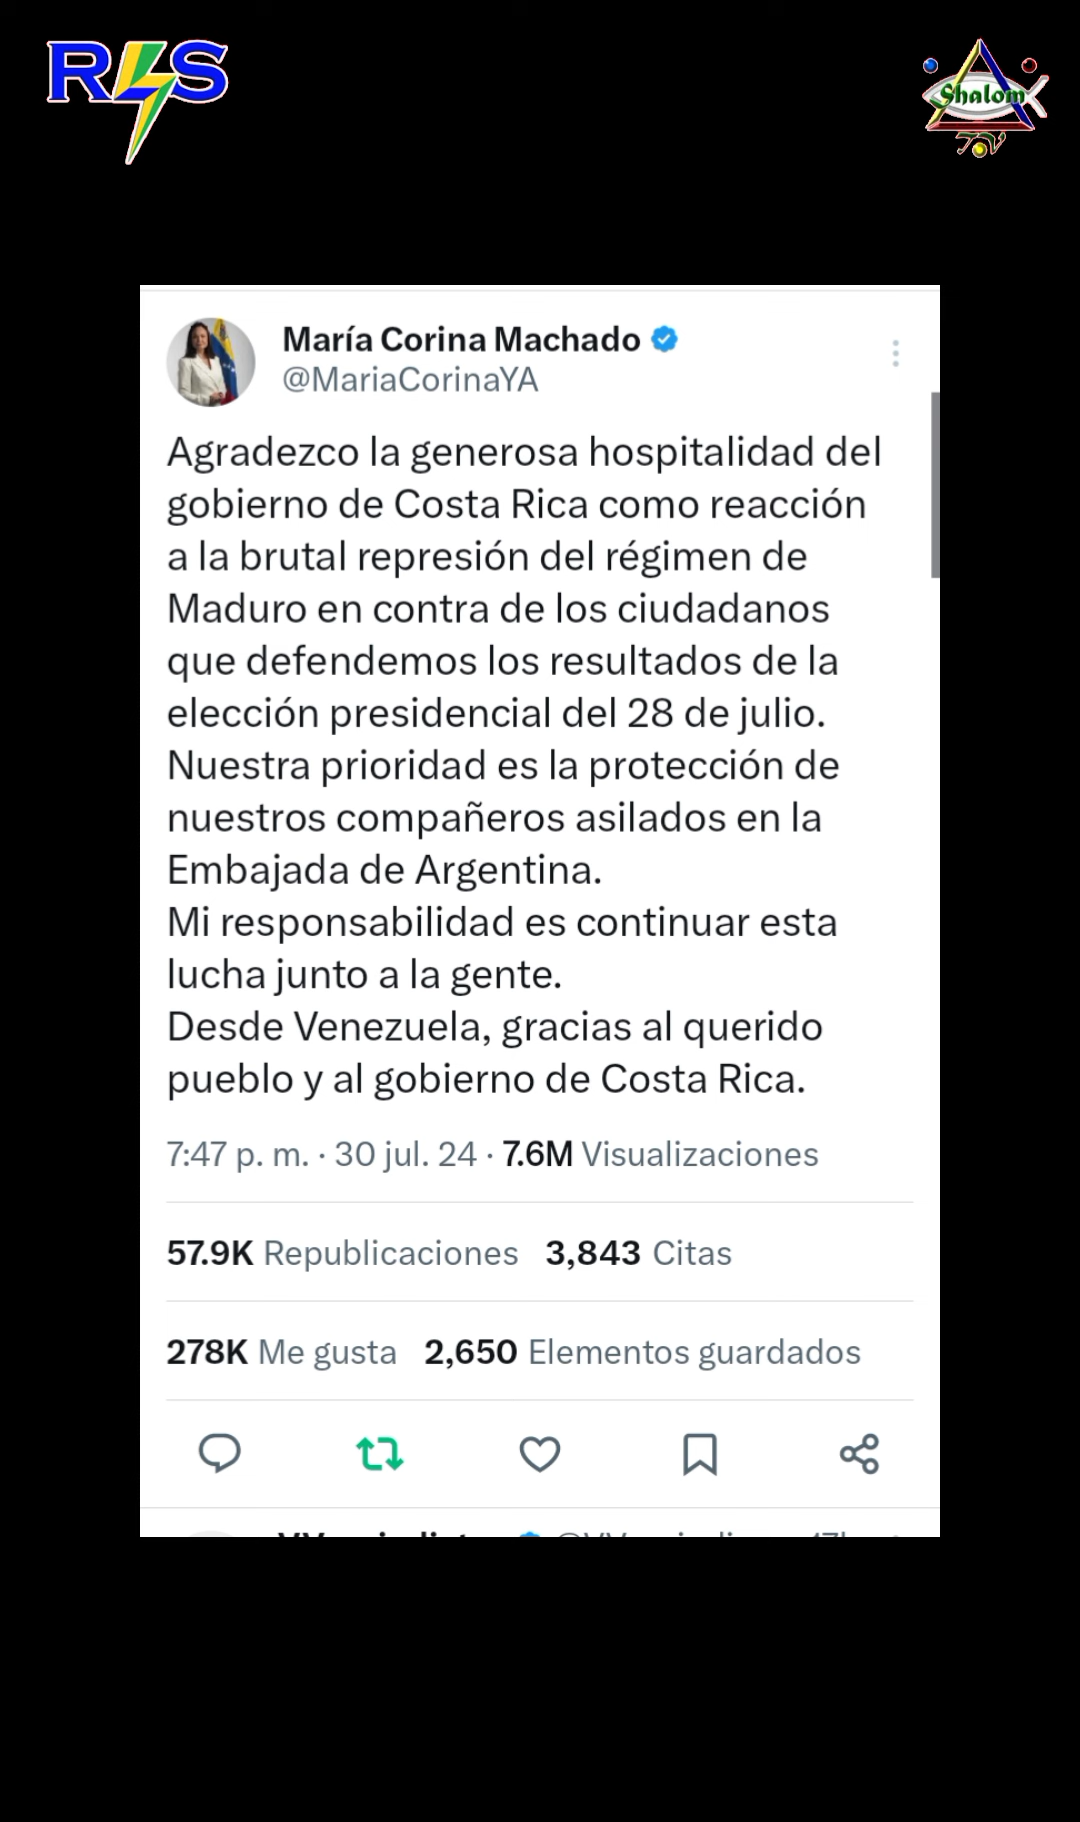 RS
Shalom
TV
María Corina Machado
@MariaCorinaYA
Agradezco la generosa hospitalidad del
gobierno de Costa Rica como reacción
a la brutal represión del régimen de
Maduro en contra de los ciudadanos
que defendemos los resultados de la
elección presidencial del 28 de julio.
Nuestra prioridad es la protección de
nuestros compañeros asilados en la
Embajada de Argentina.
Mi responsabilidad es continuar esta
lucha junto a la gente.
Desde Venezuela, gracias al querido
pueblo y al gobierno de Costa Rica.
7:47 p. m. · 30 jul. 24 · 7.6M Visualizaciones
57.9K Republicaciones 3,843 Citas
278K Me gusta 2,650 Elementos guardados